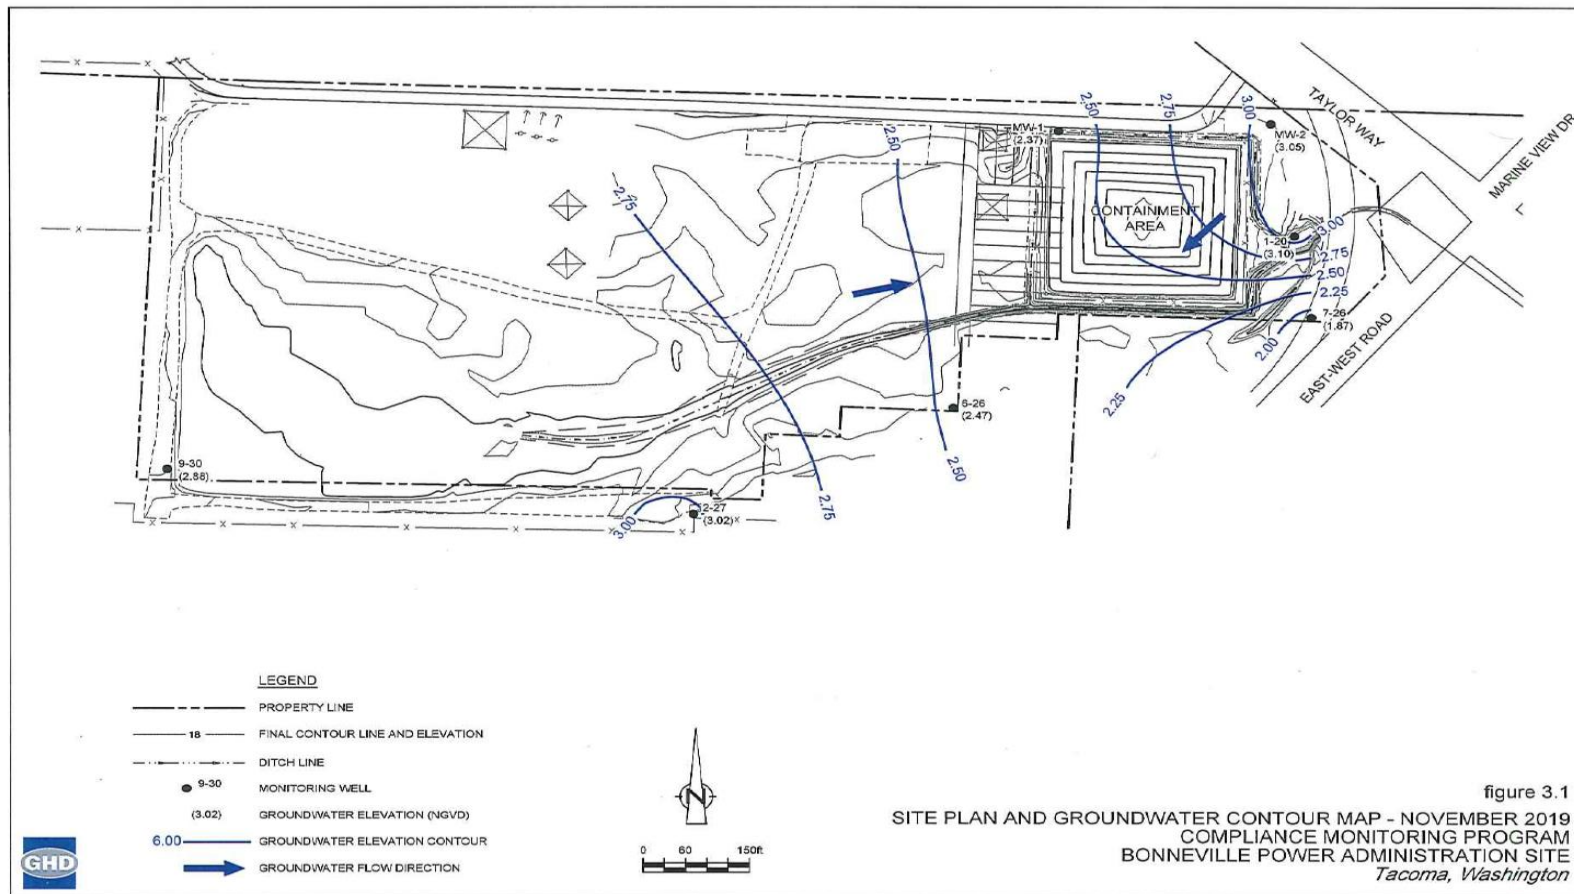 2.50
2.75
3.00
TAYLOR WAY
MARINE VIEW DR
MW-1
(2.37)
MW-2
(3.05)
2.50
2.75
CONTAINMENT
AREA
1-20
(3.10)
3.00
2.75
2.50
2.25
7-26
(1.87)
2.00
EAST-WEST ROAD
2.25
6-26
(2.47)
2.50
9-30
(2.88)
2.75
3.00
2-27
(3.02)
LEGEND
PROPERTY LINE
18 FINAL CONTOUR LINE AND ELEVATION
DITCH LINE
9-30 MONITORING WELL
(3.02) GROUNDWATER ELEVATION (NGVD)
6.00 GROUNDWATER ELEVATION CONTOUR
GROUNDWATER FLOW DIRECTION
N
0 60 150ft
GHD
figure 3.1
SITE PLAN AND GROUNDWATER CONTOUR MAP - NOVEMBER 2019
COMPLIANCE MONITORING PROGRAM
BONNEVILLE POWER ADMINISTRATION SITE
Tacoma, Washington